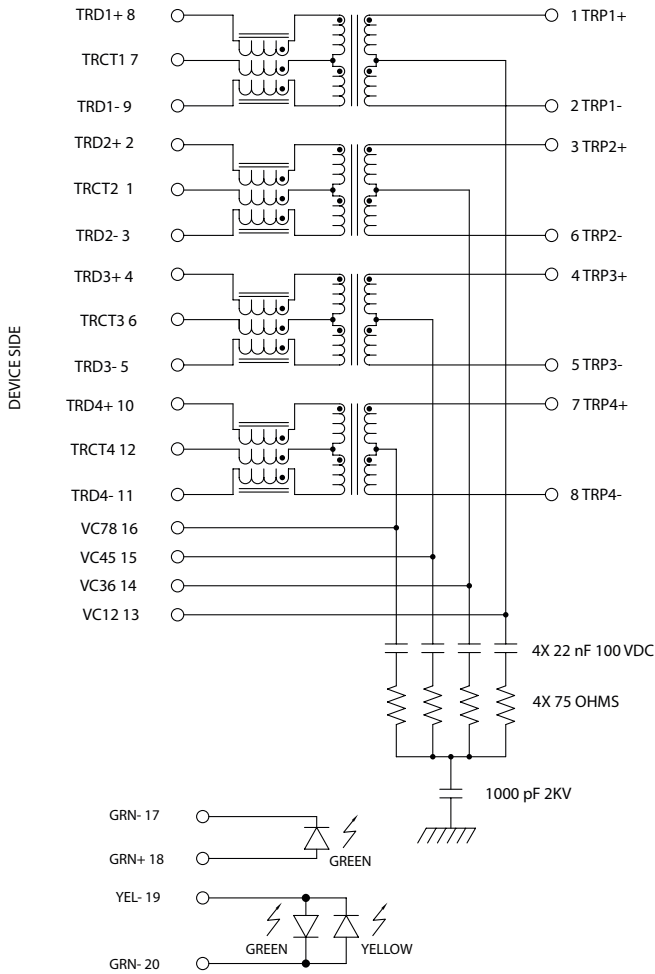 TRD1+ 8
1 TRP1+
TRCT1 7
TRD1- 9
2 TRP1-
TRD2+ 2
3 TRP2+
TRCT2 1
TRD2- 3
6 TRP2-
TRD3+ 4
4 TRP3+
TRCT3 6
TRD3- 5
5 TRP3-
DEVICE SIDE
TRD4+ 10
7 TRP4+
TRCT4 12
TRD4- 11
8 TRP4-
VC78 16
VC45 15
VC36 14
VC12 13
4X 22 nF 100 VDC
4X 75 OHMS
1000 pF 2KV
GRN- 17
GRN+ 18
GREEN
YEL- 19
GREEN
YELLOW
GRN- 20